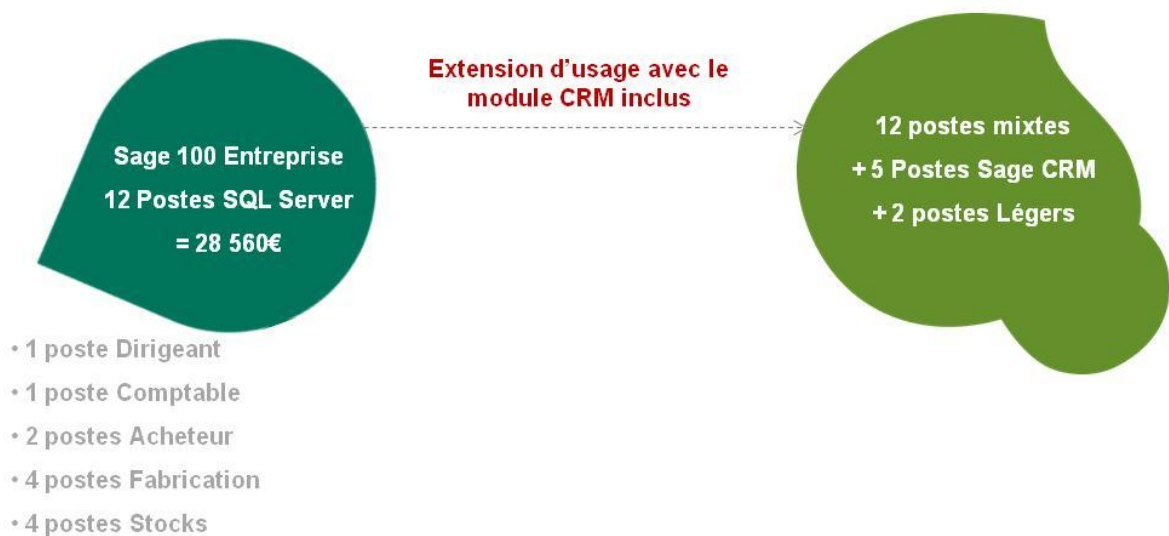 Extension d’usage avec le
module CRM inclus
Sage 100 Entreprise
12 Postes SQL Server
= 28 560€
12 postes mixtes
+ 5 Postes Sage CRM
+ 2 postes Légers
• 1 poste Dirigeant
• 1 poste Comptable
• 2 postes Acheteur
• 4 postes Fabrication
• 4 postes Stocks